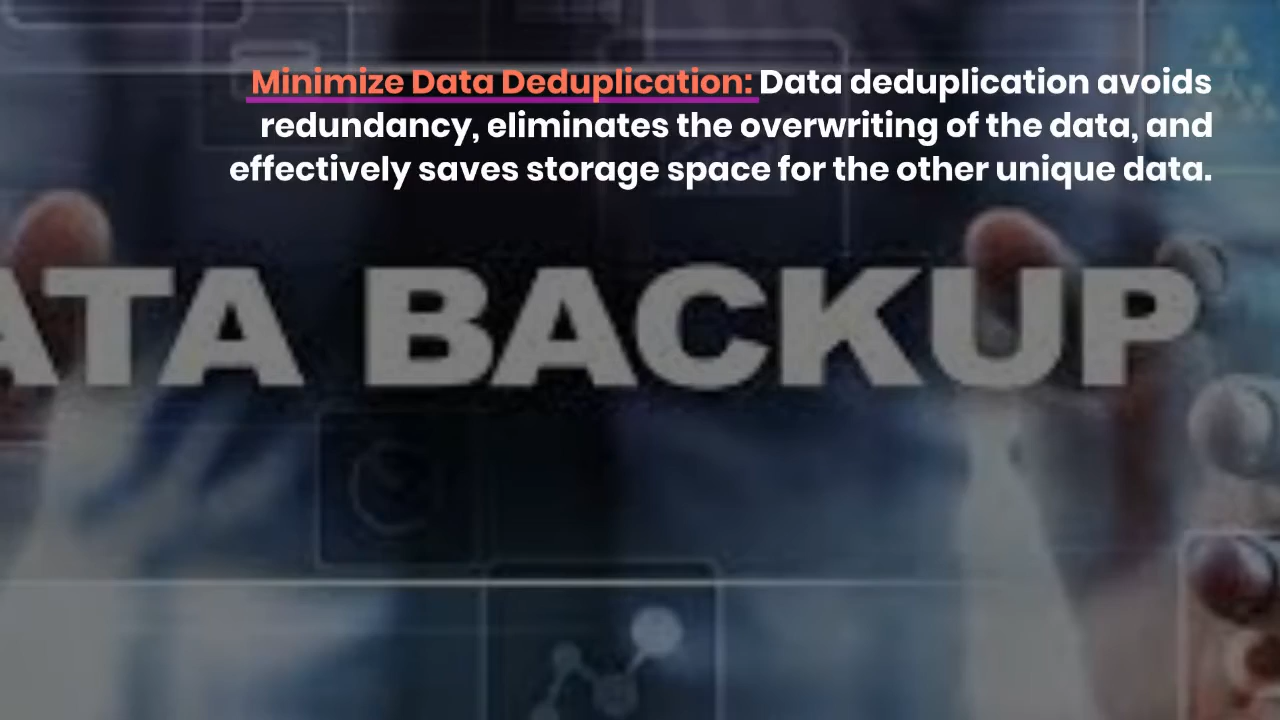 Minimize Data Deduplication: Data deduplication avoids
redundancy, eliminates the overwriting of the data, and
effectively saves storage space for the other unique data.
ATA BACKUP